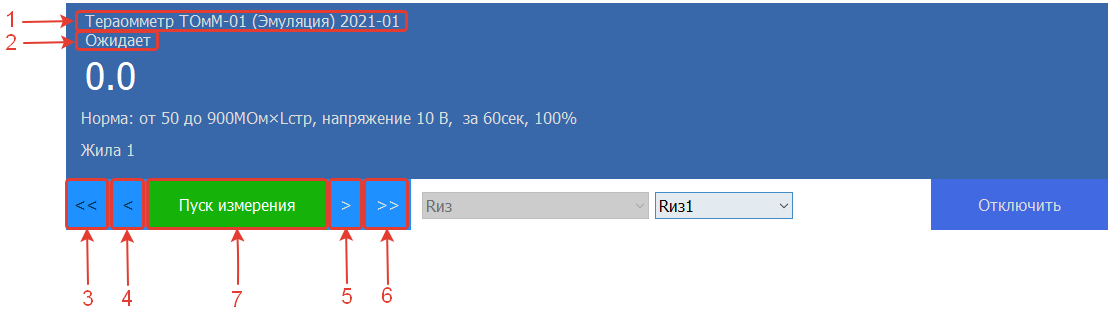 1 Тераомметр ТОмМ-01 (Эмуляция) 2021-01
2 Ожидает
0.0
Норма: от 50 до 900МОм×Lстр, напряжение 10 В,  за 60сек, 100%
Жила 1
<< < Пуск измерения > >> Rиз Rиз1 Отключить
3 4 7 5 6